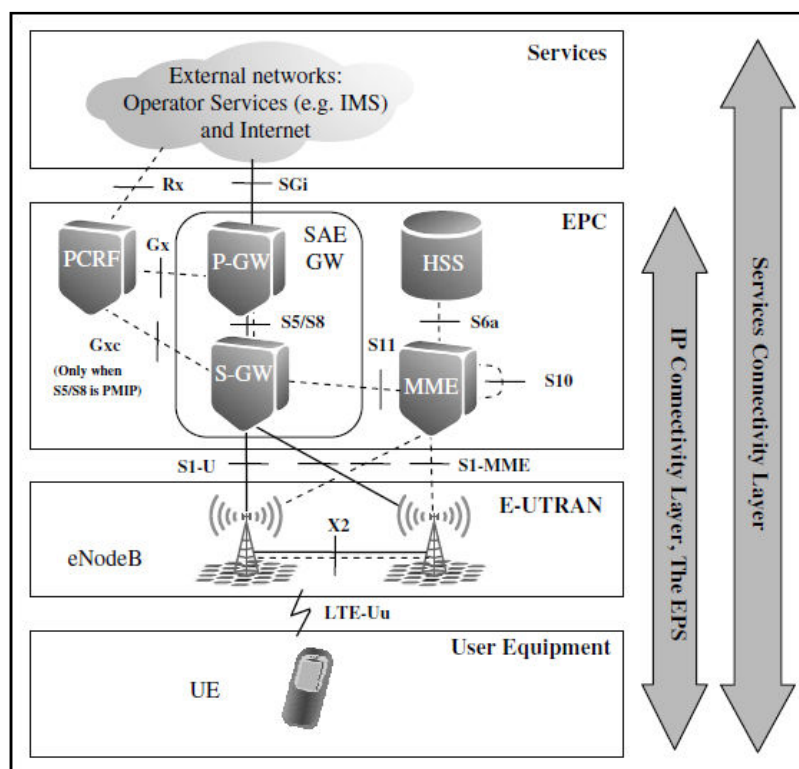 Services
External networks:
Operator Services (e.g. IMS)
and Internet
Rx
SGi
EPC
SAE
GW
PCRF
Gx
P-GW
HSS
S5/S8
S6a
Gxc
(Only when
S5/S8 is PMIP)
S-GW
S11
MME
S10
S1-U
S1-MME
E-UTRAN
X2
eNodeB
LTE-Uu
User Equipment
UE
IP Connectivity Layer, The EPS
Services Connectivity Layer